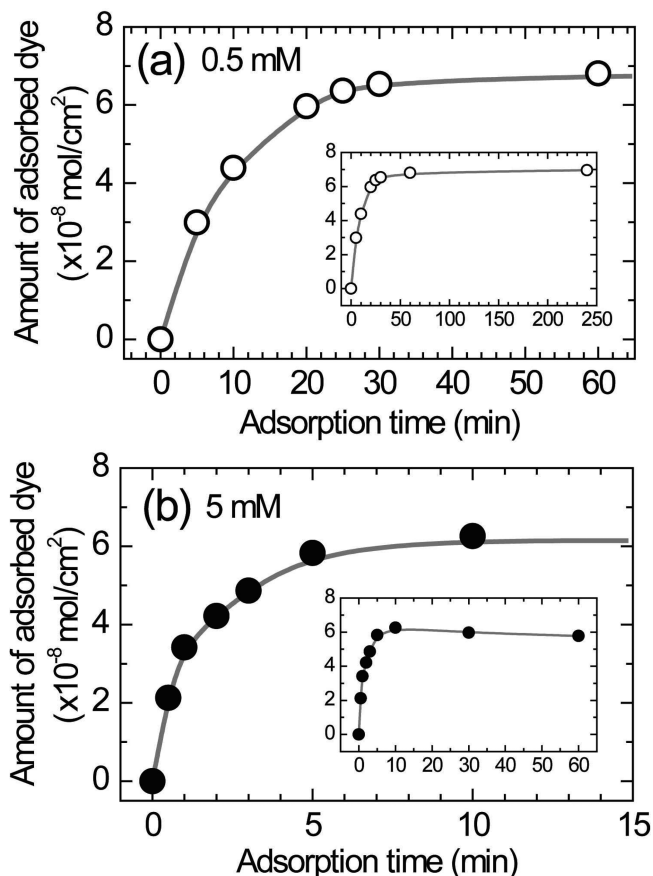 (a) 0.5 mM
Amount of adsorbed dye
(x10⁻⁸ mol/cm²)
8
6
4
2
0
0 10 20 30 40 50 60
Adsorption time (min)
8
6
4
2
0
0 50 100 150 200 250
(b) 5 mM
Amount of adsorbed dye
(x10⁻⁸ mol/cm²)
8
6
4
2
0
0 5 10 15
Adsorption time (min)
8
6
4
2
0
0 10 20 30 40 50 60